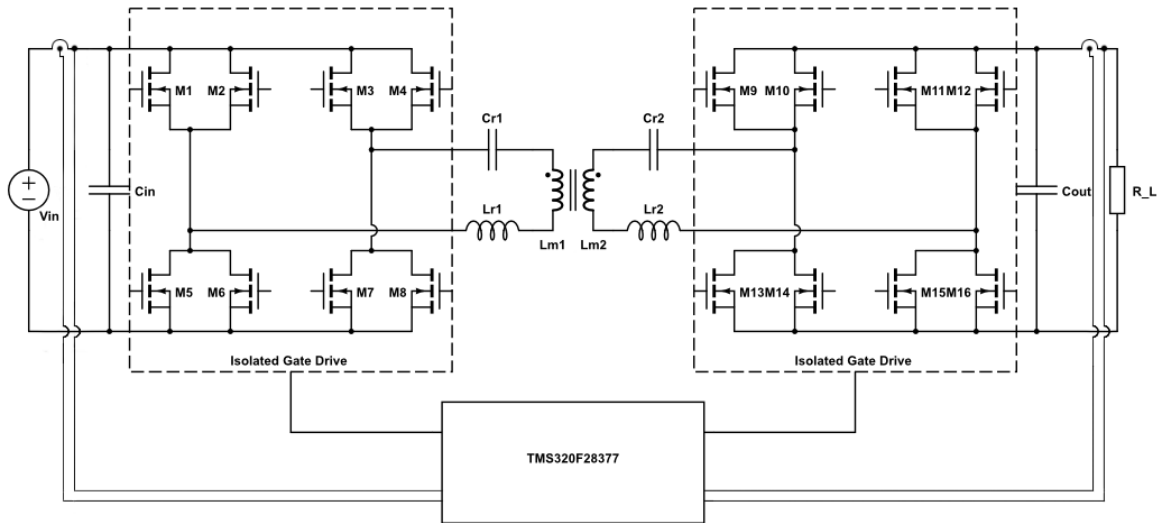 M1 M2 M3 M4 M9 M10 M11M12
Cr1 Cr2
Vin Cin Cout R_L
Lr1 Lr2
Lm1 Lm2
M5 M6 M7 M8 M13M14 M15M16
Isolated Gate Drive Isolated Gate Drive
TMS320F28377